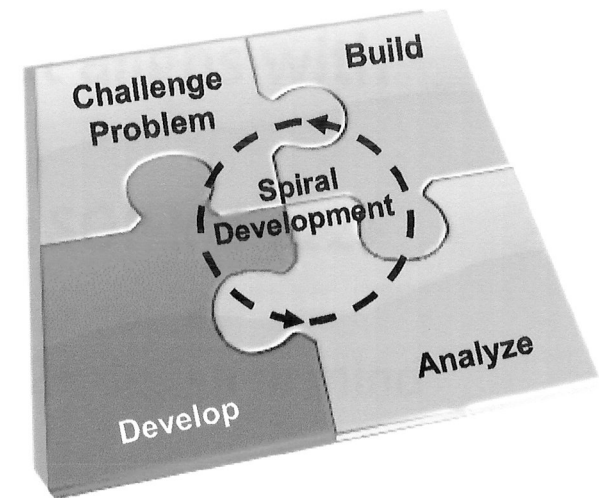 Challenge
Problem
Build
Spiral
Development
Analyze
Develop